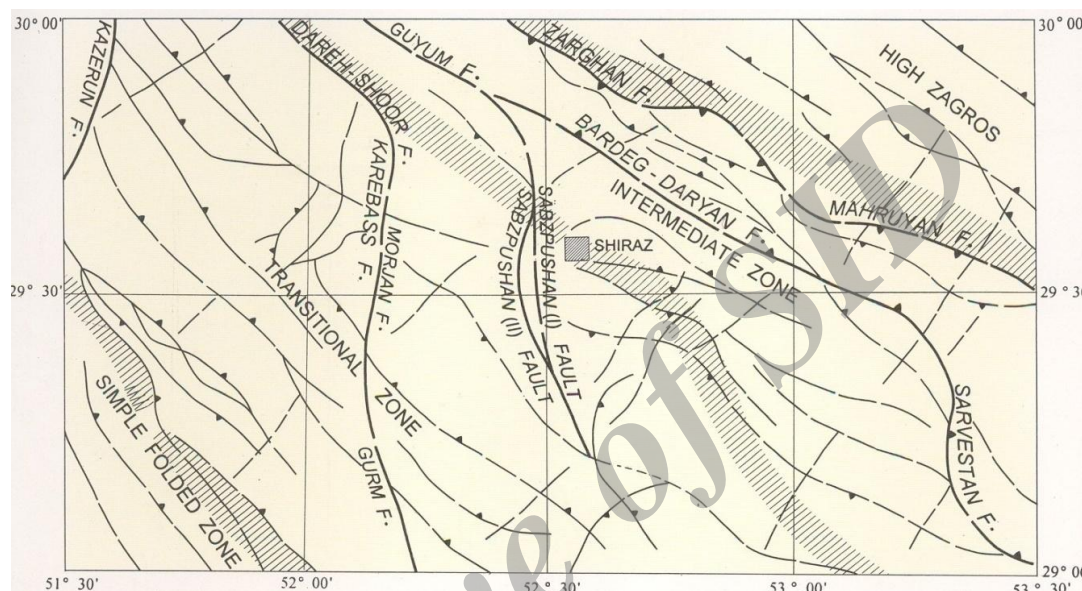 30° 00'
30° 00'
KAZERUN F.
DAREH-SHOOR F.
GUYUM F.
ZARGHAN F.
HIGH ZAGROS
BARDEG - DARYAN F.
INTERMEDIATE ZONE
MAHRUYAN F.
KAREBASS F.
MORJAN F.
SABZPUSHAN (II) FAULT
SABZPUSHAN (I) FAULT
SHIRAZ
TRANSITIONAL ZONE
29° 30'
29° 30
SIMPLE FOLDED ZONE
GURM F.
SARVESTAN F.
of SID
29° 00
51° 30'
52° 00'
52° 30'
53° 00'
53° 30'